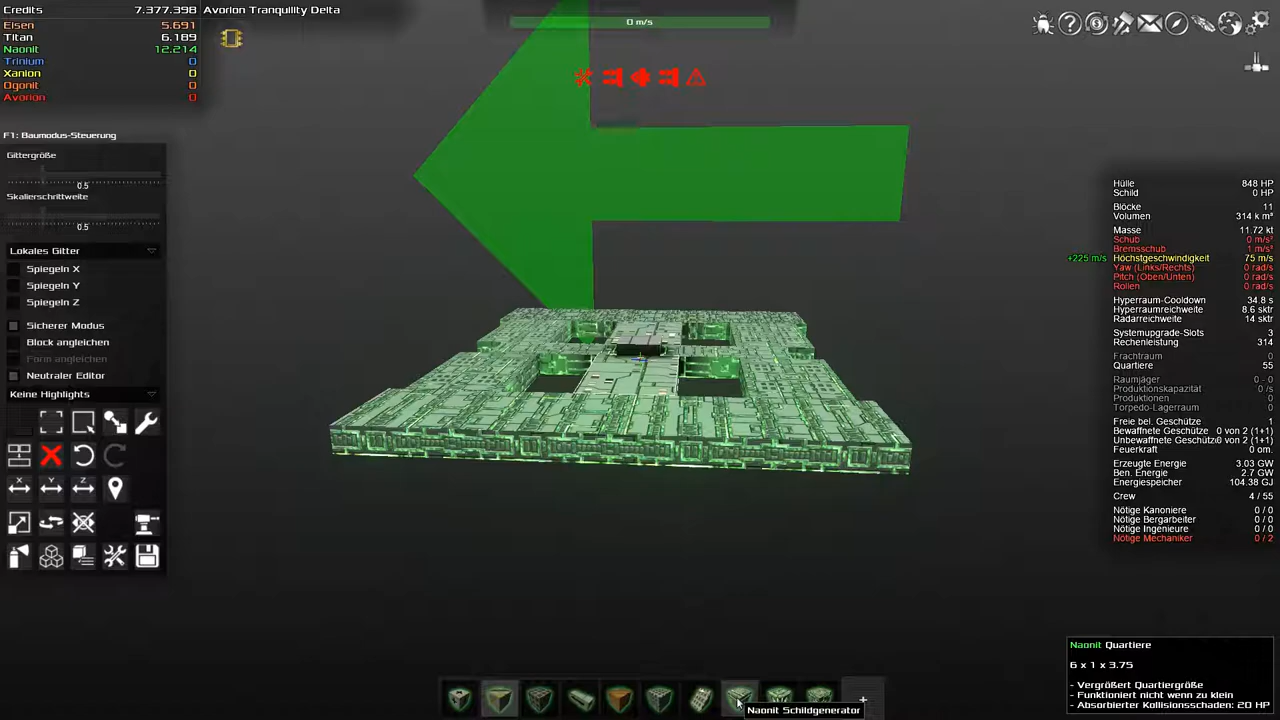 Credits 7.377.398 Avorion Tranquility Delta
Eisen 5.691
Titan 6.189
Naonit 12.214
Trinium 0
Xanion 0
Ogonit 0
Avorion 0
0 m/s
F1: Baumodus-Steuerung
Gittergröße
0.5
Skalierschrittweite
0.5
Lokales Gitter
Spiegeln X
Spiegeln Y
Spiegeln Z
Sicherer Modus
Block angleichen
Form angleichen
Neutraler Editor
Keine Highlights
X Y Z
Hülle 848 HP
Schild 0 HP
Blöcke 11
Volumen 314 k m³
Masse 11.72 kt
Schub 0 m/s²
Bremsschub 1 m/s²
+225 m/s Höchstgeschwindigkeit 75 m/s
Yaw (Links/Rechts) 0 rad/s
Pitch (Oben/Unten) 0 rad/s
Rollen 0 rad/s
Hyperraum-Cooldown 34.8 s
Hyperraumreichweite 8.6 sktr
Radarreichweite 14 sktr
Systemupgrade-Slots 3
Rechenleistung 314
Frachtraum 0
Quartiere 55
Raumjäger 0 - 0
Produktionskapazität 0 /s
Produktionen 0
Torpedo-Lagerraum 0
Freie bel. Geschütze 1
Bewaffnete Geschütze 0 von 2 (1+1)
Unbewaffnete Geschütz0 von 2 (1+1)
Feuerkraft 0 om.
Erzeugte Energie 3.03 GW
Ben. Energie 2.7 GW
Energiespeicher 104.38 GJ
Crew 4 / 55
Nötige Kanoniere 0 / 0
Nötige Bergarbeiter 0 / 0
Nötige Ingenieure 0 / 0
Nötige Mechaniker 0 / 2
Naonit Quartiere
6 x 1 x 3.75
- Vergrößert Quartiergröße
- Funktioniert nicht wenn zu klein
- Absorbierter Kollisionsschaden: 20 HP
Naonit Schildgenerator